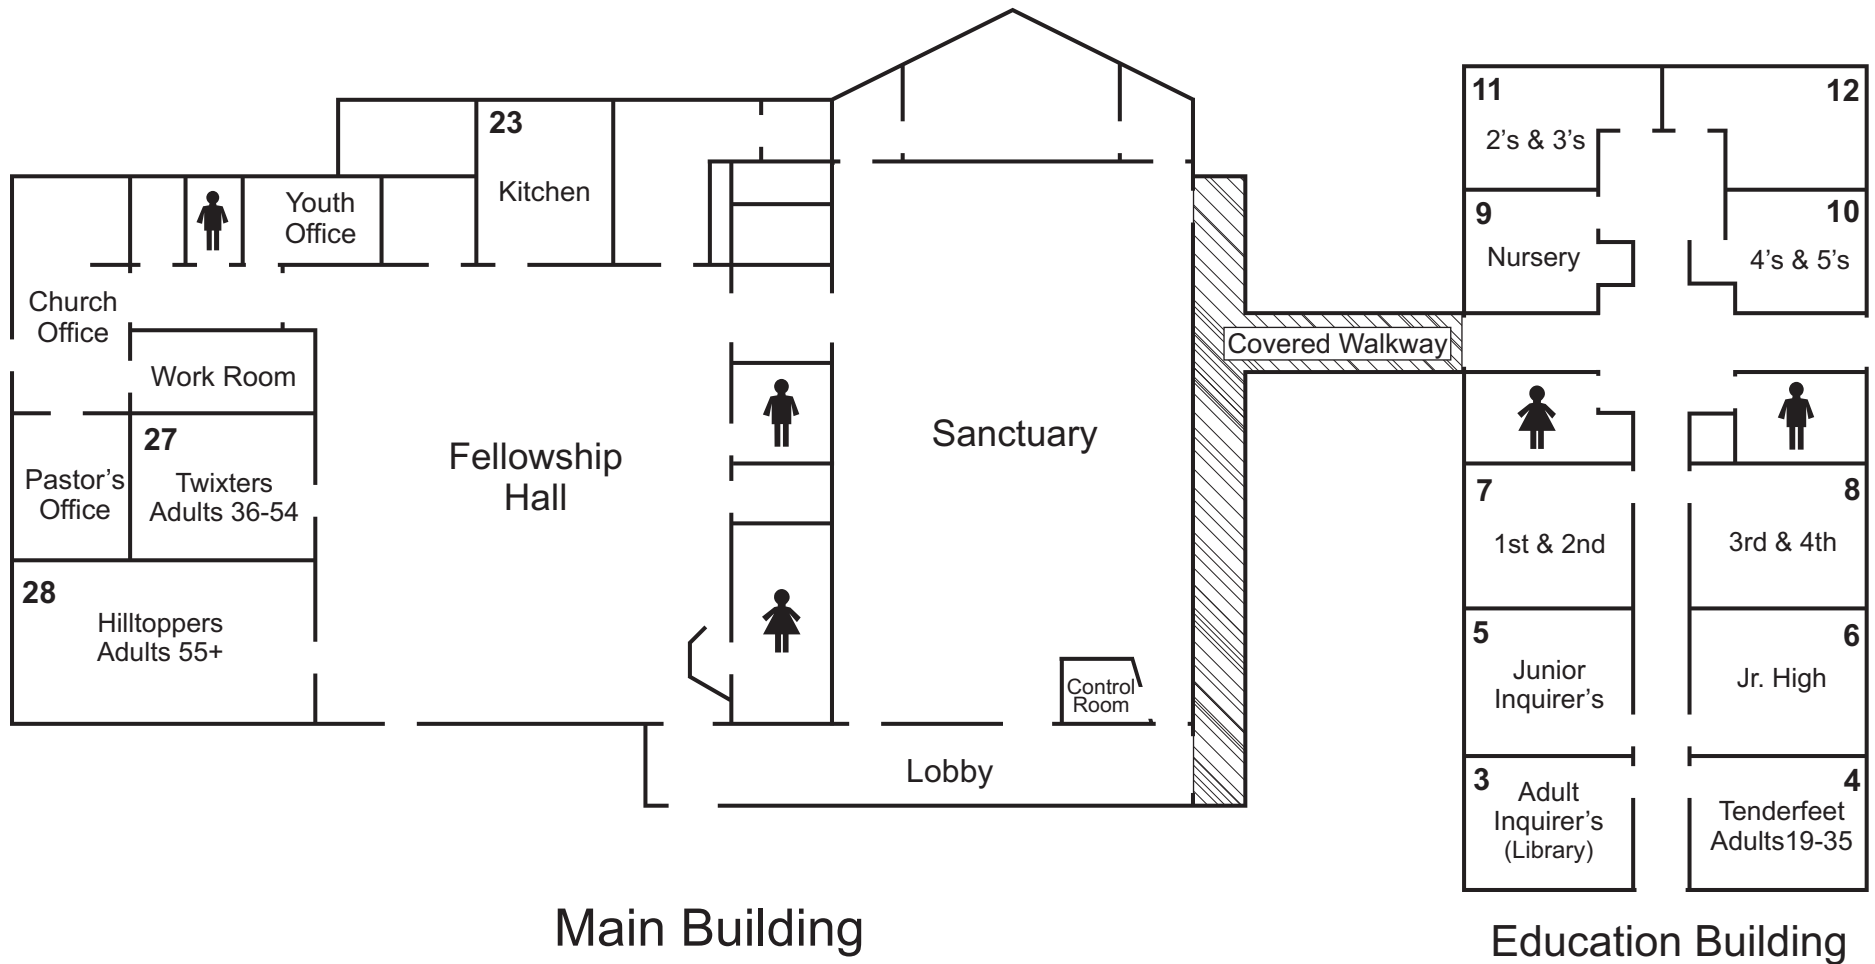 23
Kitchen
Youth
Office
Church
Office
Work Room
27
Twixters
Adults 36-54
Pastor’s
Office
28
Hilltoppers
Adults 55+
Fellowship
Hall
Sanctuary
Control
Room
Lobby
Covered Walkway
11
2’s & 3’s
12
9
Nursery
10
4’s & 5’s
7
1st & 2nd
8
3rd & 4th
5
Junior
Inquirer’s
6
Jr. High
3
Adult
Inquirer’s
(Library)
4
Tenderfeet
Adults19-35
Main Building
Education Building